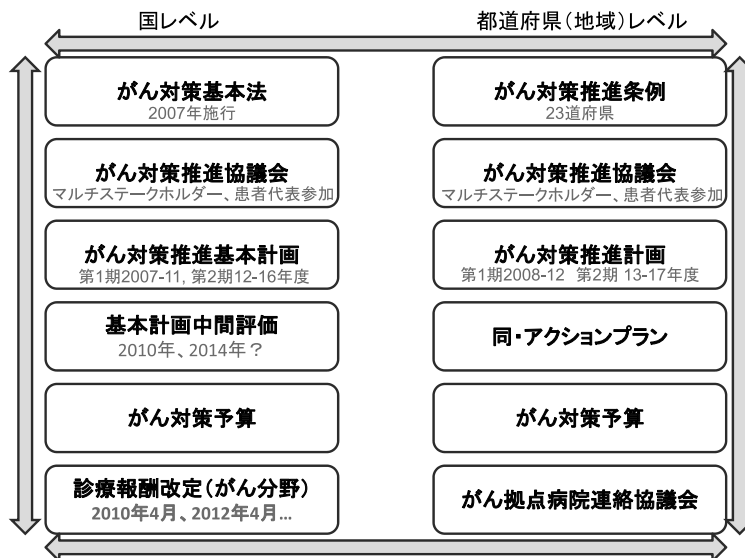 国レベル
都道府県(地域)レベル
がん対策基本法
2007年施行
がん対策推進条例
23道府県
がん対策推進協議会
マルチステークホルダー、患者代表参加
がん対策推進協議会
マルチステークホルダー、患者代表参加
がん対策推進基本計画
第1期2007-11, 第2期12-16年度
がん対策推進計画
第1期2008-12 第2期 13-17年度
基本計画中間評価
2010年、2014年?
同・アクションプラン
がん対策予算
がん対策予算
診療報酬改定(がん分野)
2010年4月、2012年4月…
がん拠点病院連絡協議会